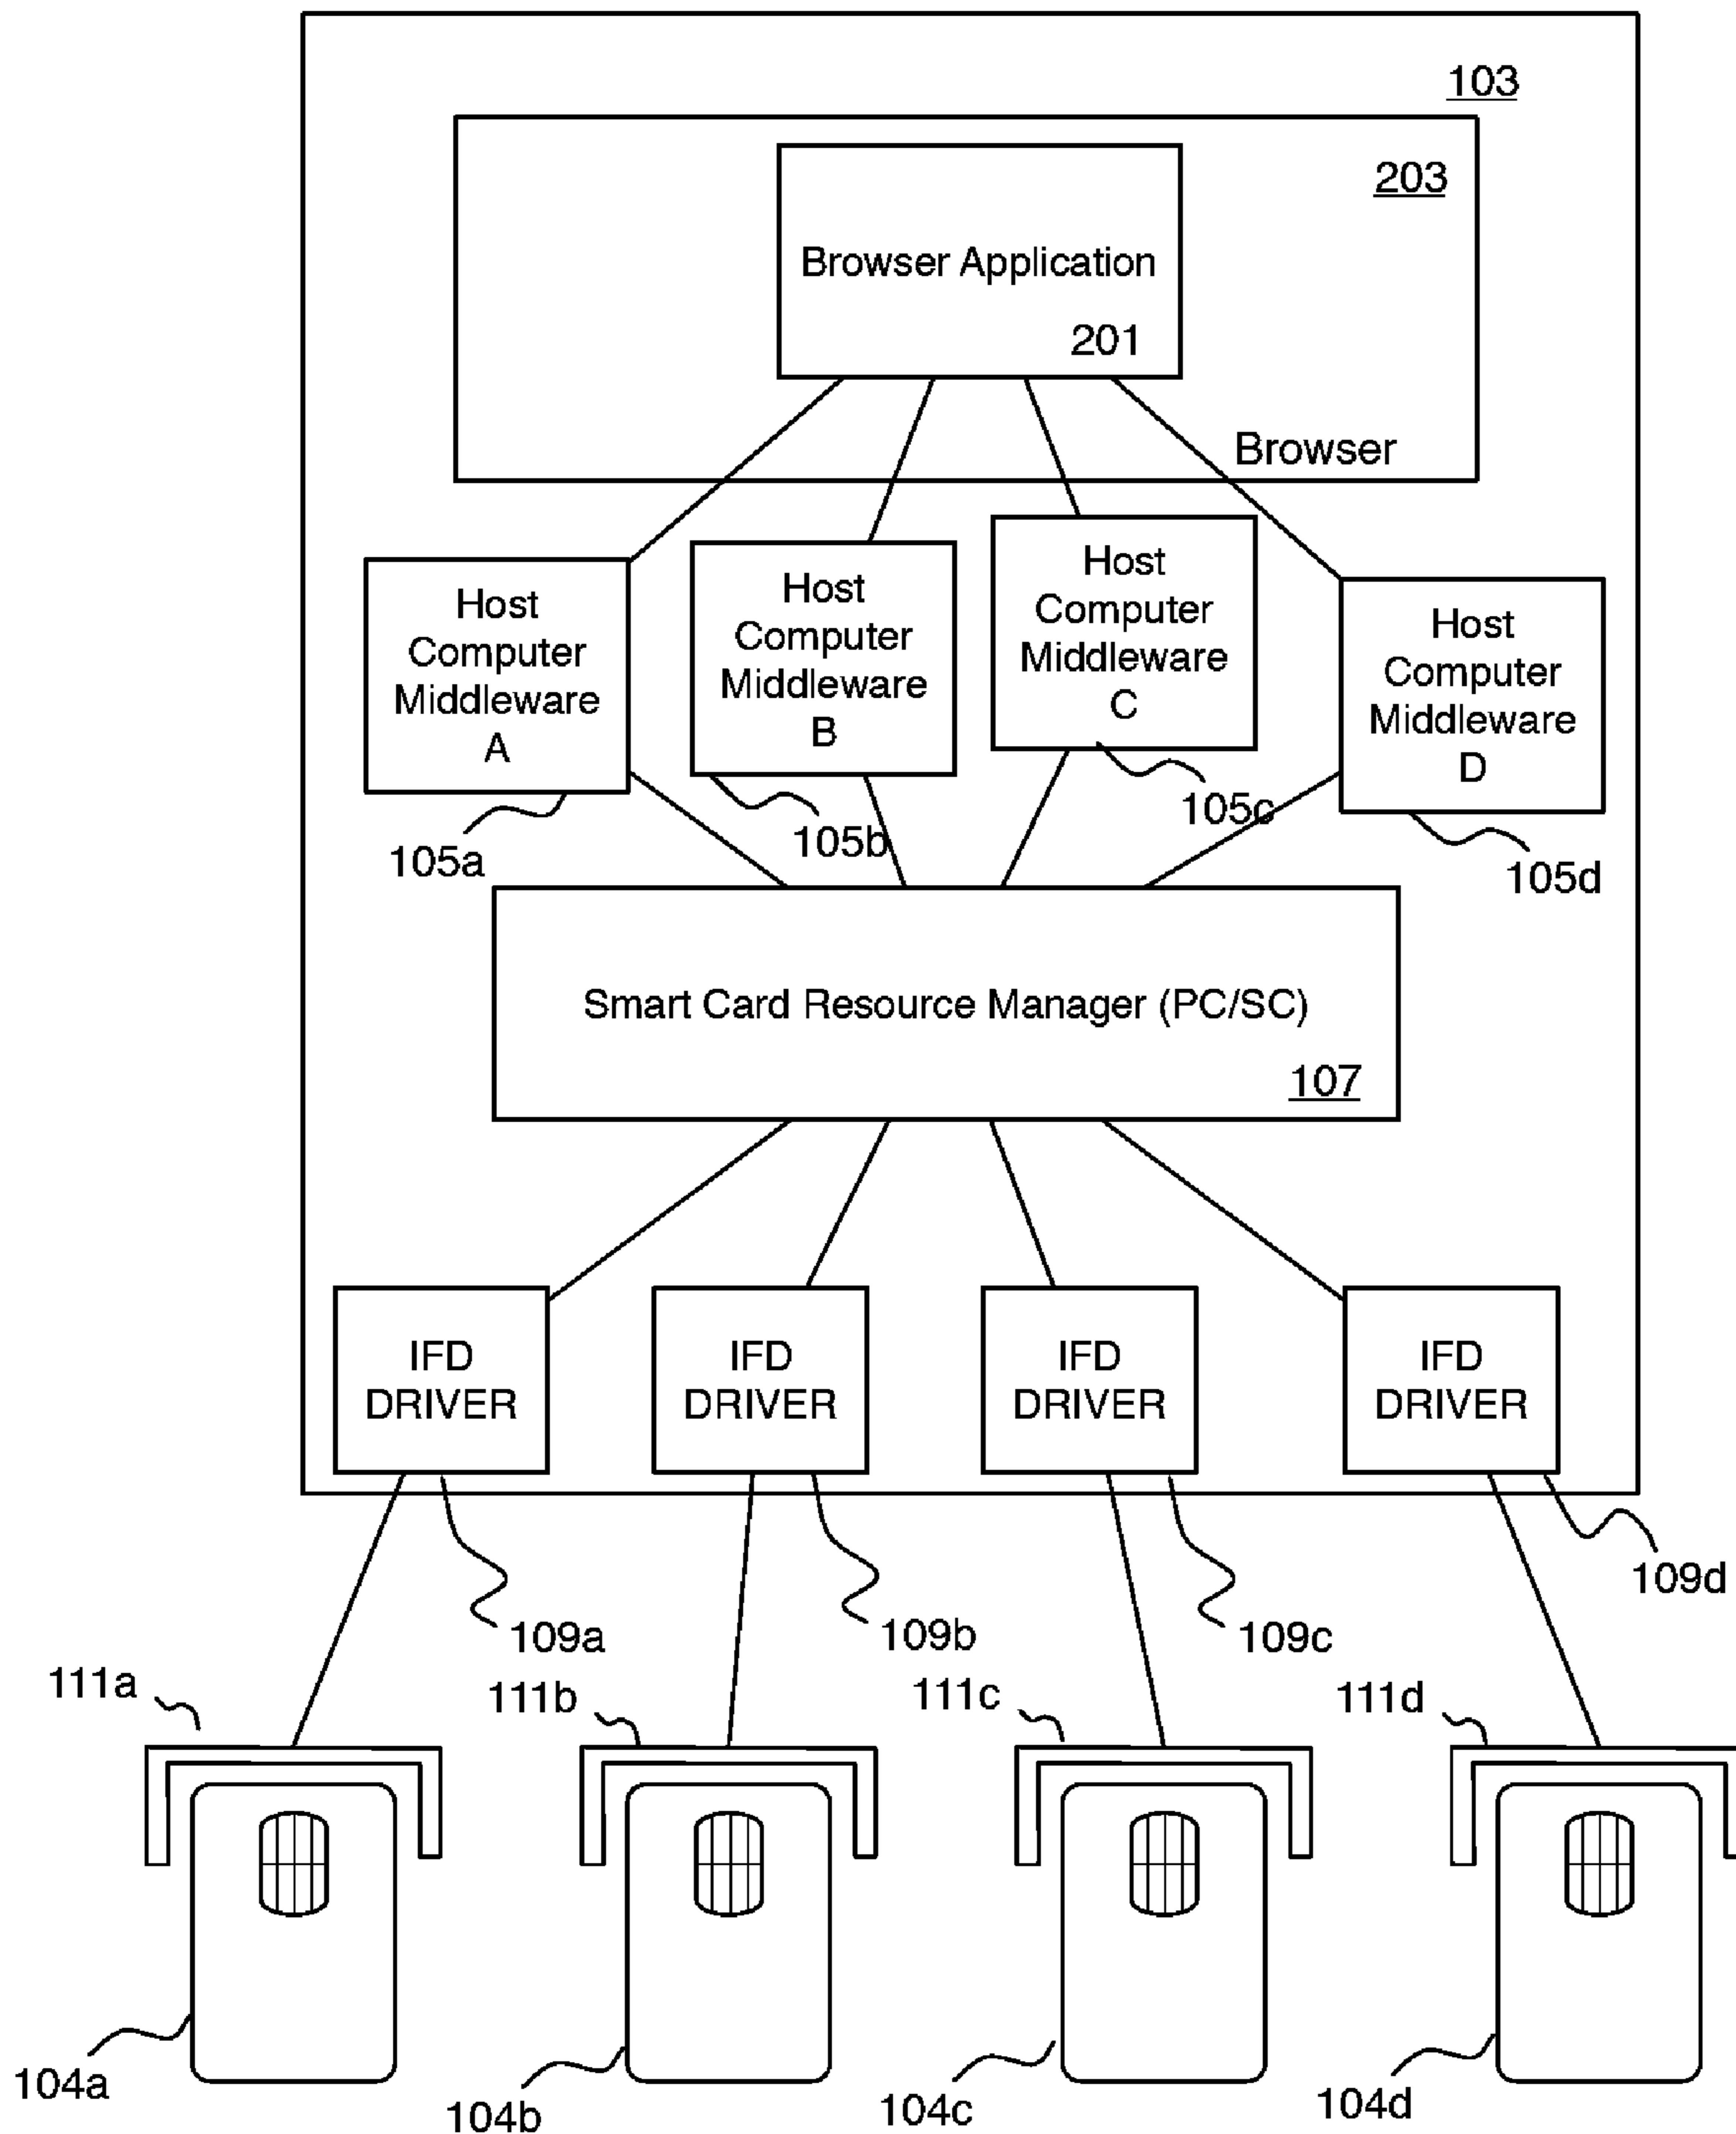 103
203
Browser Application
201
Browser
Host
Computer
Middleware
A
Host
Computer
Middleware
B
Host
Computer
Middleware
C
Host
Computer
Middleware
D
105a
105b
105c
105d
Smart Card Resource Manager (PC/SC)
107
IFD
DRIVER
IFD
DRIVER
IFD
DRIVER
IFD
DRIVER
109a
109b
109c
109d
111a
111b
111c
111d
104a
104b
104c
104d